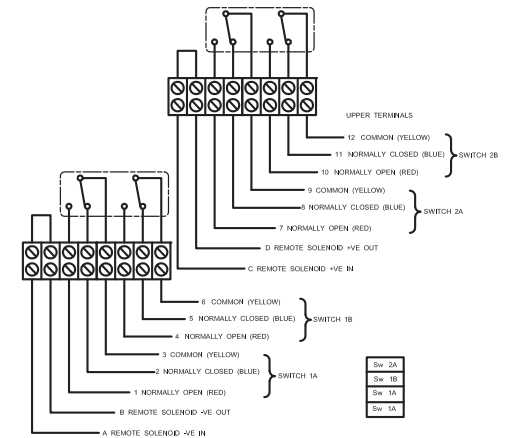 UPPER TERMINALS
12 COMMON (YELLOW)
11 NORMALLY CLOSED (BLUE)
SWITCH 2B
10 NORMALLY OPEN (RED)
9 COMMON (YELLOW)
8 NORMALLY CLOSED (BLUE)
SWITCH 2A
7 NORMALLY OPEN (RED)
D REMOTE SOLENOID +VE OUT
C REMOTE SOLENOID +VE IN
6 COMMON (YELLOW)
5 NORMALLY CLOSED (BLUE)
SWITCH 1B
4 NORMALLY OPEN (RED)
3 COMMON (YELLOW)
2 NORMALLY CLOSED (BLUE)
SWITCH 1A
1 NORMALLY OPEN (RED)
B REMOTE SOLENOID -VE OUT
A REMOTE SOLENOID -VE IN
Sw 2A
Sw 1B
Sw 1A
Sw 1A